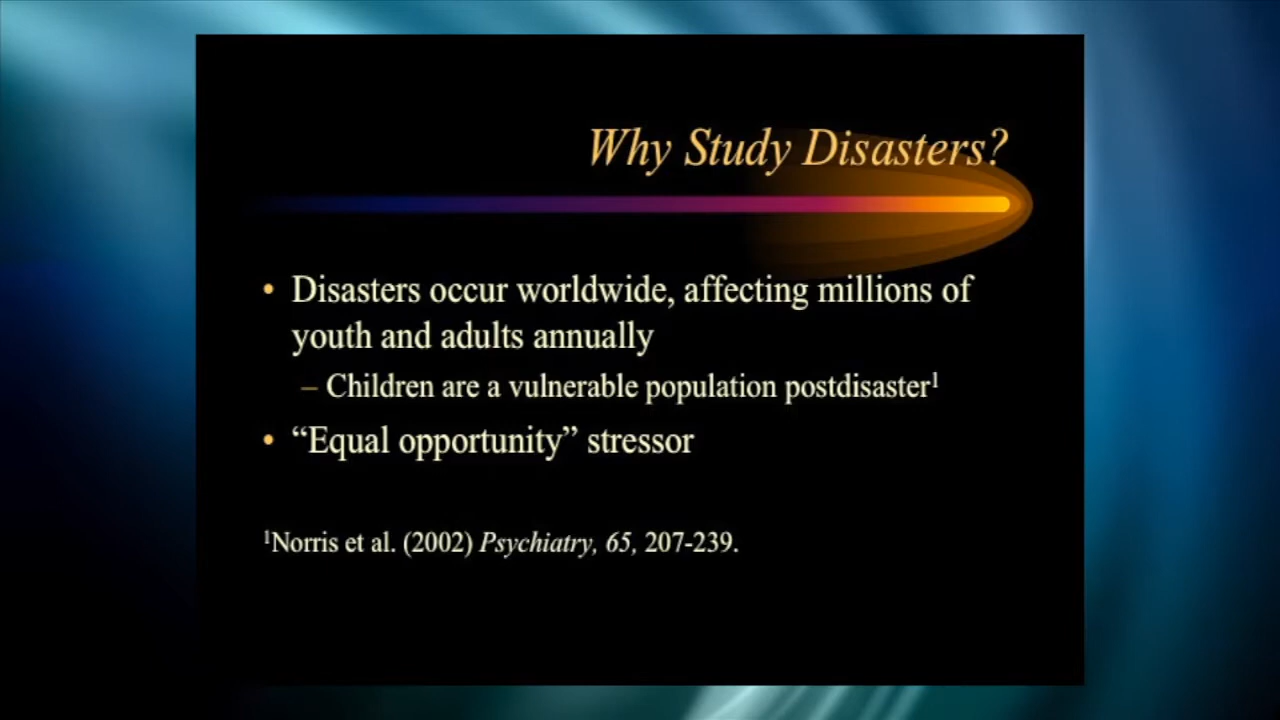 Why Study Disasters?
• Disasters occur worldwide, affecting millions of
youth and adults annually
– Children are a vulnerable population postdisaster¹
• “Equal opportunity” stressor
¹Norris et al. (2002) Psychiatry, 65, 207-239.